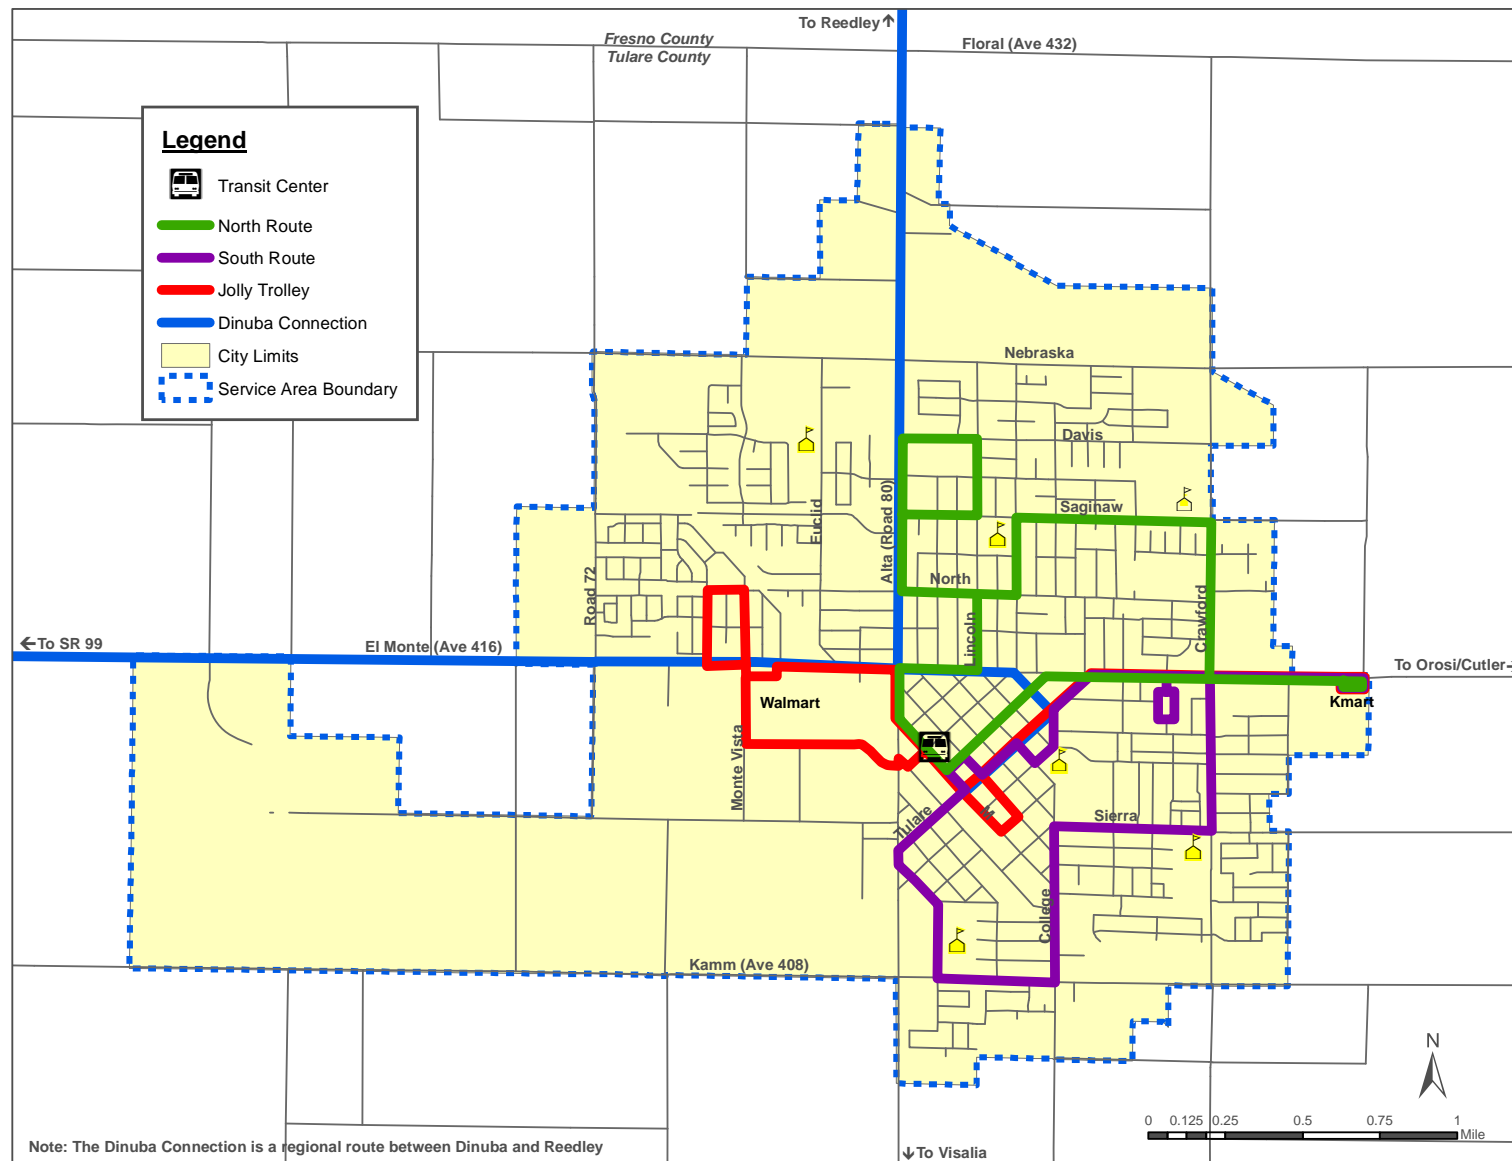 To Reedley
Fresno County
Tulare County
Floral (Ave 432)
Legend
Transit Center
North Route
South Route
Jolly Trolley
Dinuba Connection
City Limits
Service Area Boundary
Nebraska
Davis
Saginaw
Euclid
Alta (Road 80)
North
Road 72
Lincoln
Crawford
To SR 99
El Monte (Ave 416)
To Orosi/Cutler
Walmart
Kmart
Monte Vista
Tulare
M
Sierra
College
Kamm (Ave 408)
N
0 0.125 0.25 0.5 0.75 1
Mile
Note: The Dinuba Connection is a regional route between Dinuba and Reedley
To Visalia